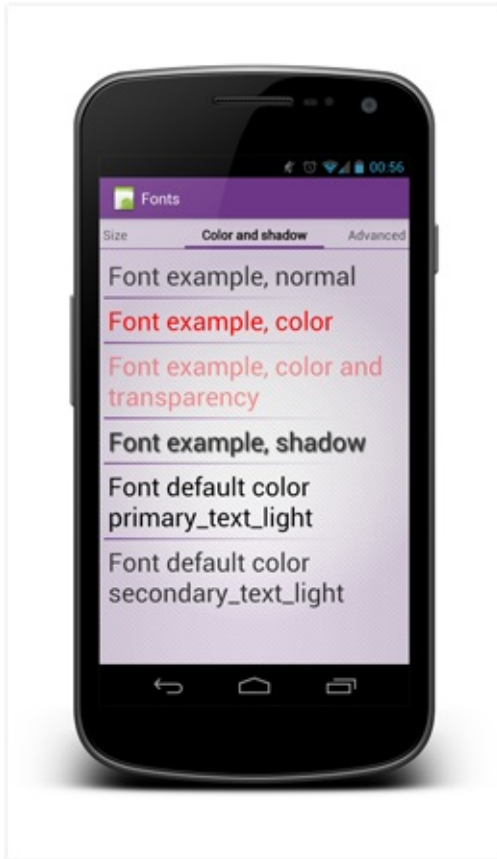 00:56
Fonts
Size
Color and shadow
Advanced
Font example, normal
Font example, color
Font example, color and
transparency
Font example, shadow
Font default color
primary_text_light
Font default color
secondary_text_light